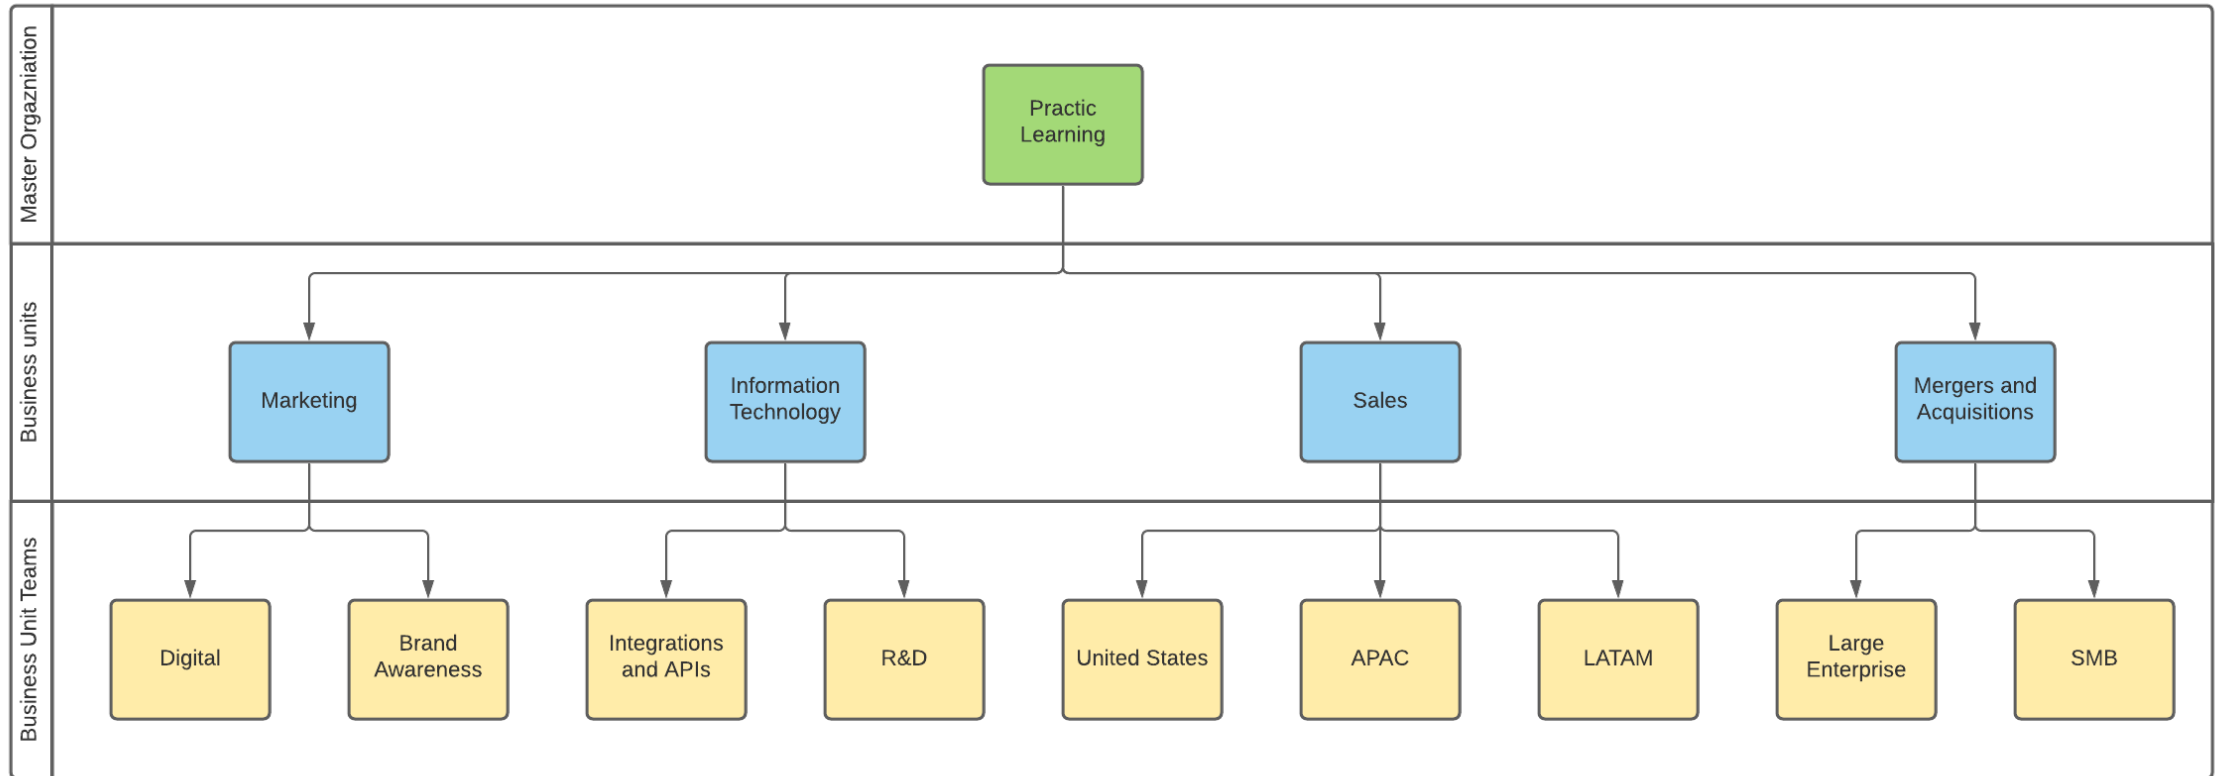 Master Orgazniation
Practic
Learning
Business units
Marketing
Information
Technology
Sales
Mergers and
Acquisitions
Business Unit Teams
Digital
Brand
Awareness
Integrations
and APIs
R&D
United States
APAC
LATAM
Large
Enterprise
SMB